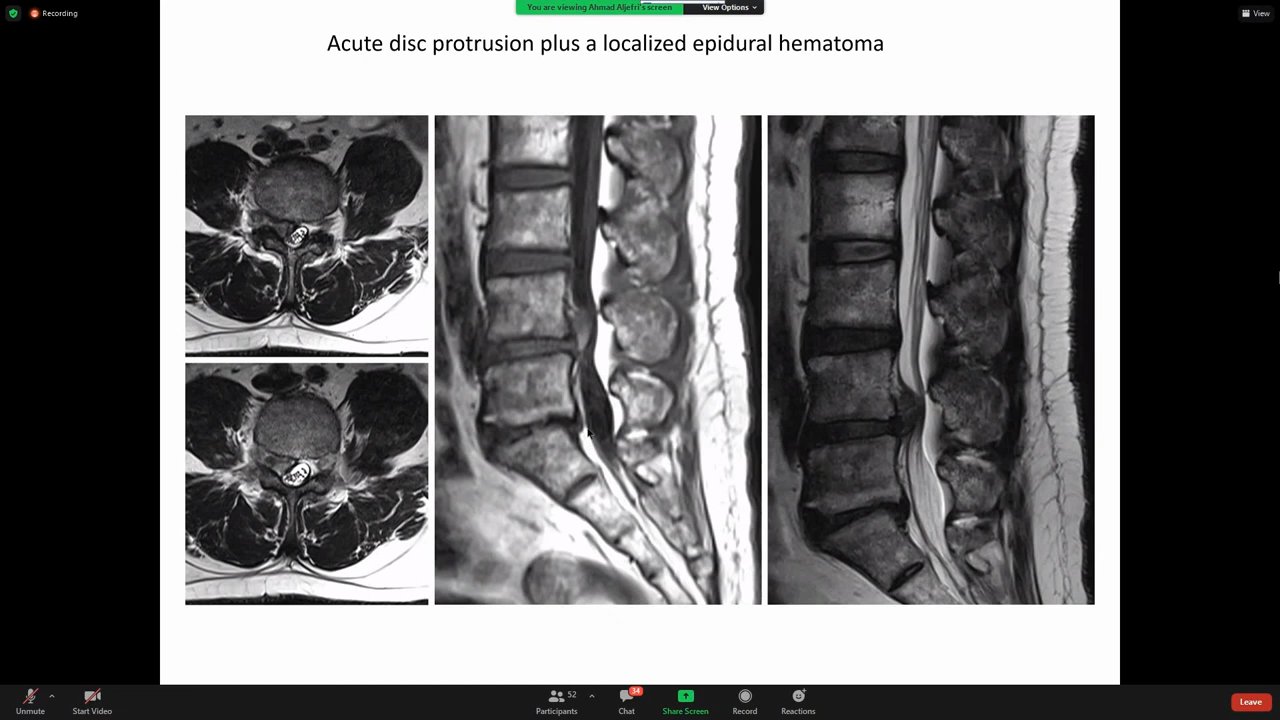 Recording
You are viewing Ahmad Aljefri's screen
View Options
View
Acute disc protrusion plus a localized epidural hematoma
Unmute
Start Video
52
Participants
34
Chat
Share Screen
Record
Reactions
Leave